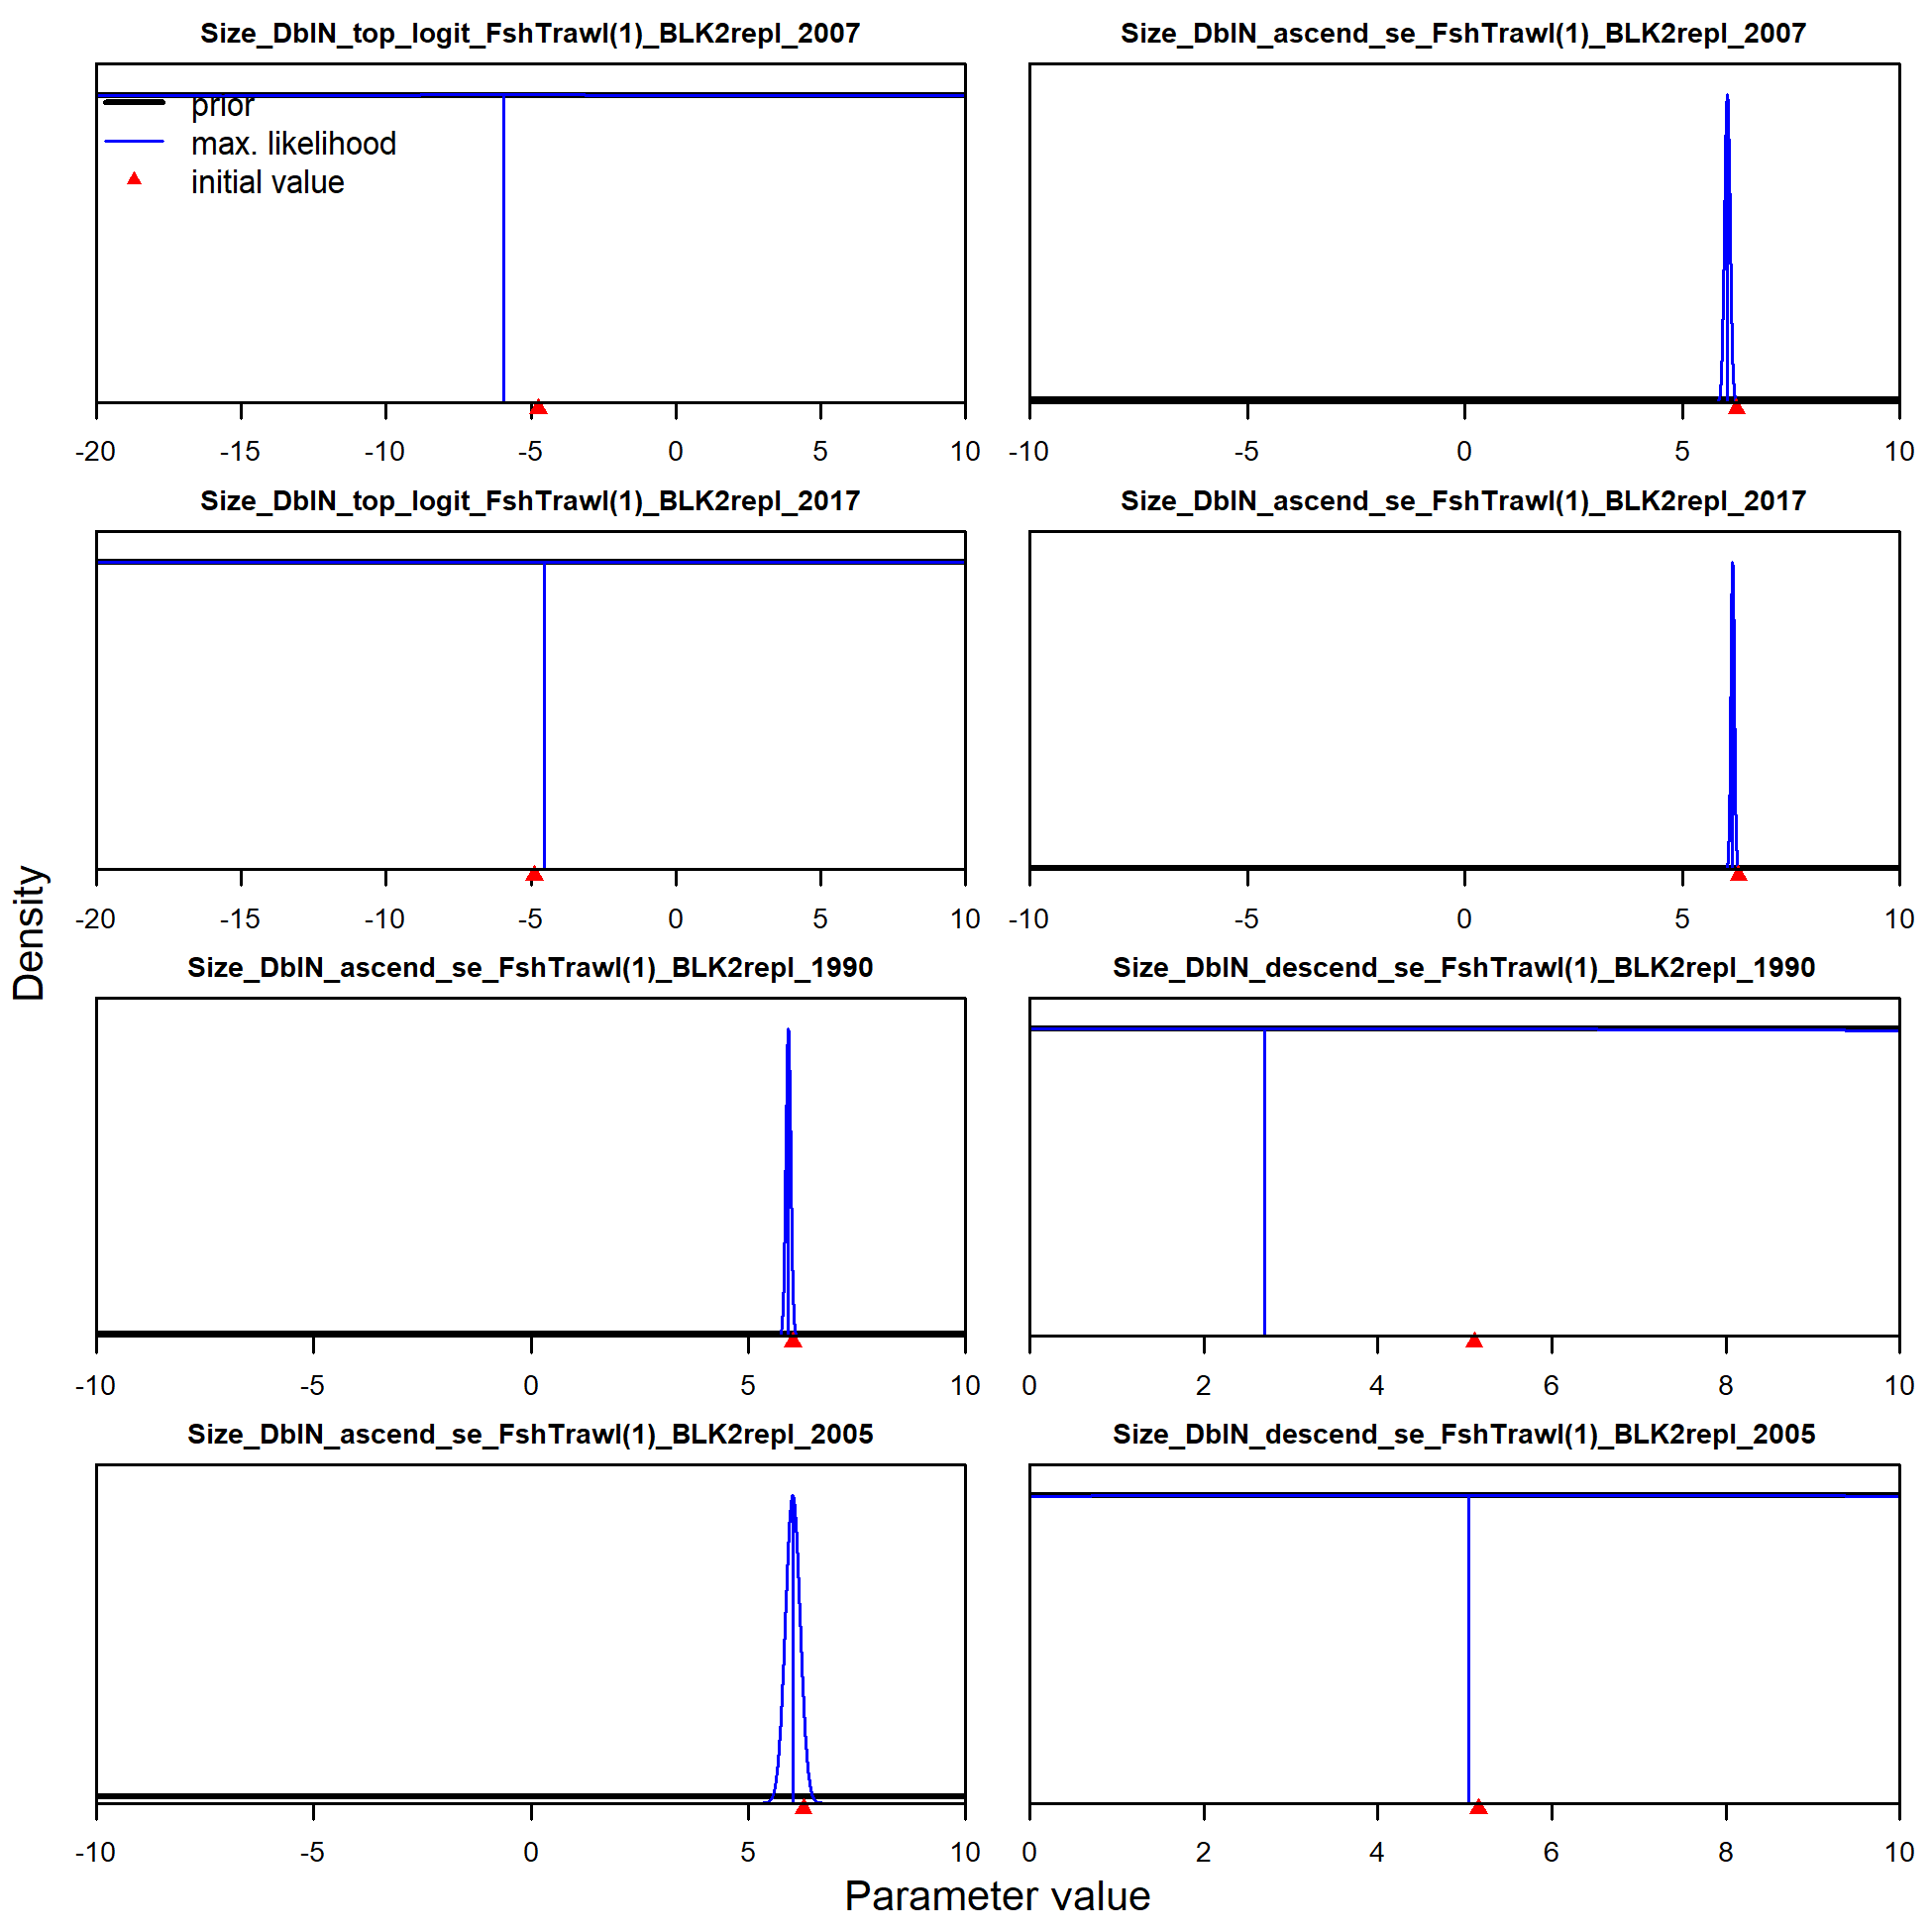 Size_DblN_top_logit_FshTrawl(1)_BLK2repl_2007
prior
max. likelihood
initial value
-20 -15 -10 -5 0 5 10
Size_DblN_ascend_se_FshTrawl(1)_BLK2repl_2007
-10 -5 0 5 10
Size_DblN_top_logit_FshTrawl(1)_BLK2repl_2017
-20 -15 -10 -5 0 5 10
Size_DblN_ascend_se_FshTrawl(1)_BLK2repl_2017
-10 -5 0 5 10
Size_DblN_ascend_se_FshTrawl(1)_BLK2repl_1990
-10 -5 0 5 10
Size_DblN_descend_se_FshTrawl(1)_BLK2repl_1990
0 2 4 6 8 10
Size_DblN_ascend_se_FshTrawl(1)_BLK2repl_2005
-10 -5 0 5 10
Size_DblN_descend_se_FshTrawl(1)_BLK2repl_2005
0 2 4 6 8 10
Density
Parameter value